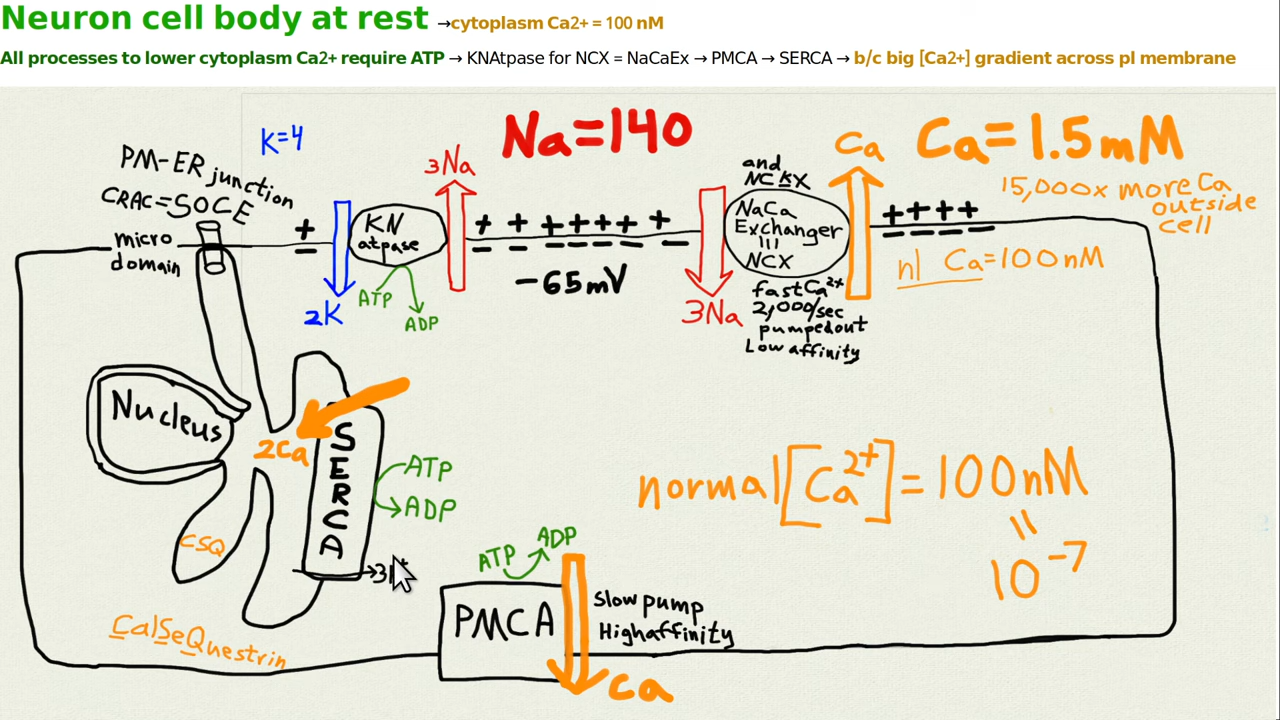 Neuron cell body at rest →cytoplasm Ca2+ = 100 nM
All processes to lower cytoplasm Ca2+ require ATP → KNAtpase for NCX = NaCaEx → PMCA → SERCA → b/c big [Ca2+] gradient across pl membrane
K=4
Na=140
Ca
Ca=1.5mM
15,000x more Ca
outside
cell
PM-ER junction
CRAC=SOCE
micro
domain
3Na
KN
atpase
ATP
ADP
2K
+
−
+ + ++++ +
− − −−−− −
-65mV
and
NCKX
NaCa
Exchanger
|||
NCX
3Na
fast Ca2+
2,000/sec
pumped out
Low affinity
++++
−−−−
nl Ca=100nM
Nucleus
2Ca
SERCA
ATP
ADP
CSQ
CalSeQuestrin
normal [Ca2+] = 100nM
||
10-7
ATP
ADP
PMCA
Slow pump
High affinity
Ca